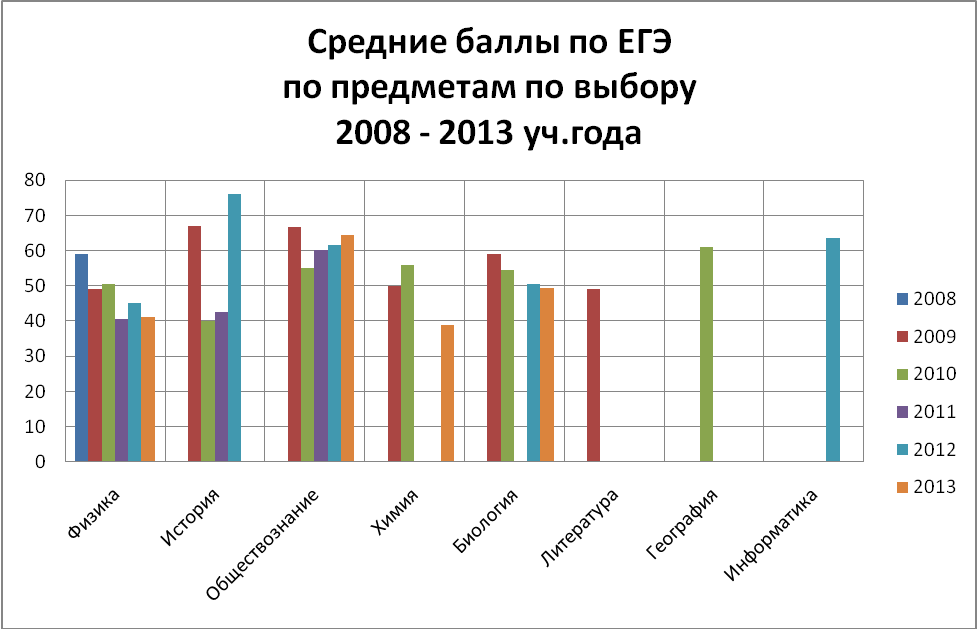 Средние баллы по ЕГЭ
по предметам по выбору
2008 - 2013 уч.года
80
70
60
50
40
30
20
10
0
Физика
История
Обществознание
Химия
Биология
Литература
География
Информатика
2008
2009
2010
2011
2012
2013